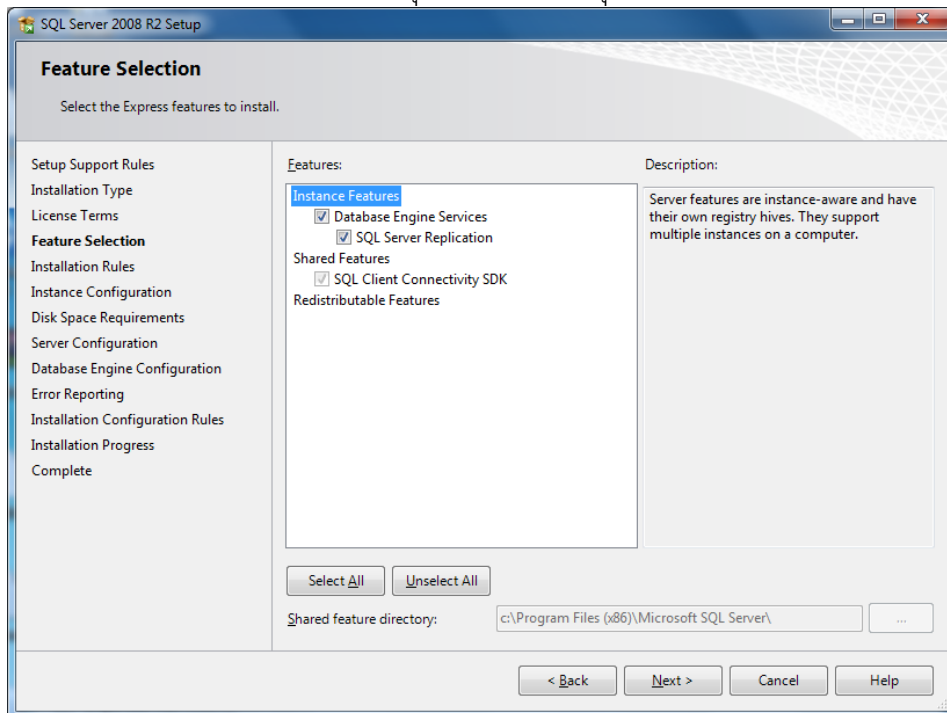 SQL Server 2008 R2 Setup
Feature Selection
Select the Express features to install.
Setup Support Rules
Installation Type
License Terms
Feature Selection
Installation Rules
Instance Configuration
Disk Space Requirements
Server Configuration
Database Engine Configuration
Error Reporting
Installation Configuration Rules
Installation Progress
Complete
Features:
Instance Features
Database Engine Services
SQL Server Replication
Shared Features
SQL Client Connectivity SDK
Redistributable Features
Description:
Server features are instance-aware and have
their own registry hives. They support
multiple instances on a computer.
Select All
Unselect All
Shared feature directory:
c:\Program Files (x86)\Microsoft SQL Server\
...
< Back
Next >
Cancel
Help